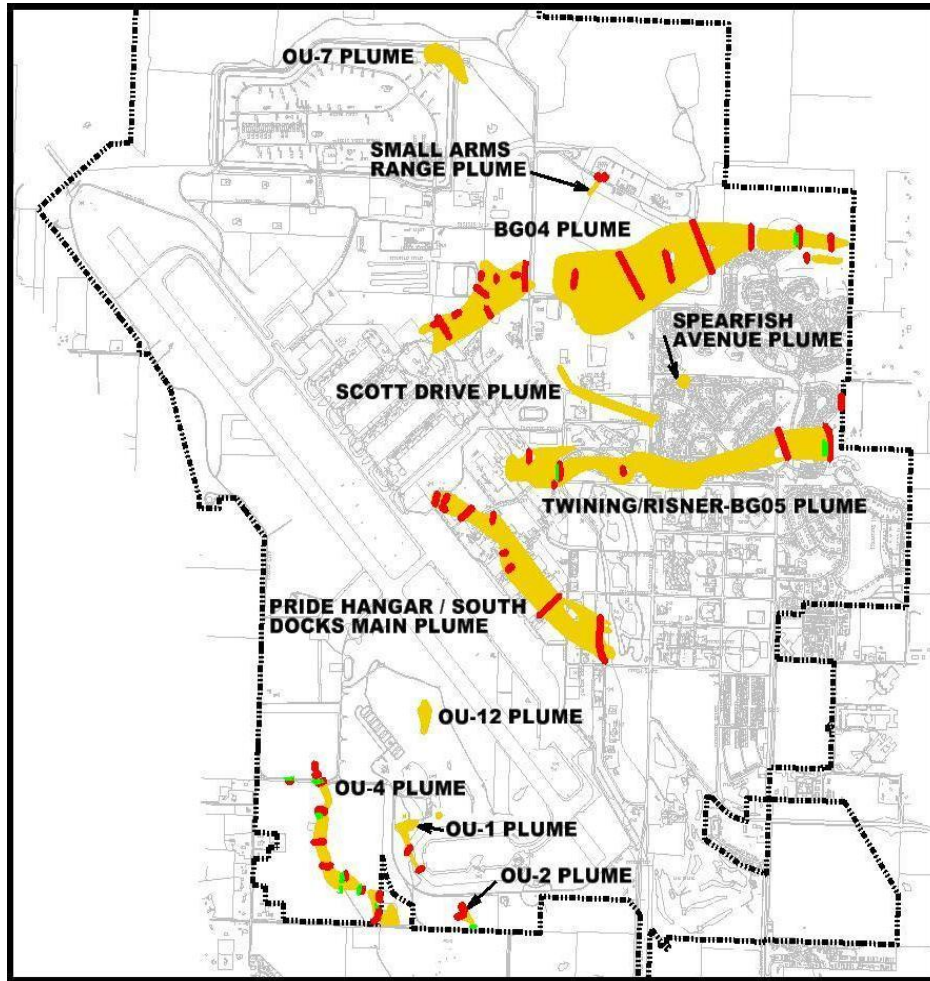 OU-7 PLUME
SMALL ARMS
RANGE PLUME
BG04 PLUME
SPEARFISH
AVENUE PLUME
SCOTT DRIVE PLUME
TWINING/RISNER-BG05 PLUME
PRIDE HANGAR / SOUTH
DOCKS MAIN PLUME
OU-12 PLUME
OU-4 PLUME
OU-1 PLUME
OU-2 PLUME